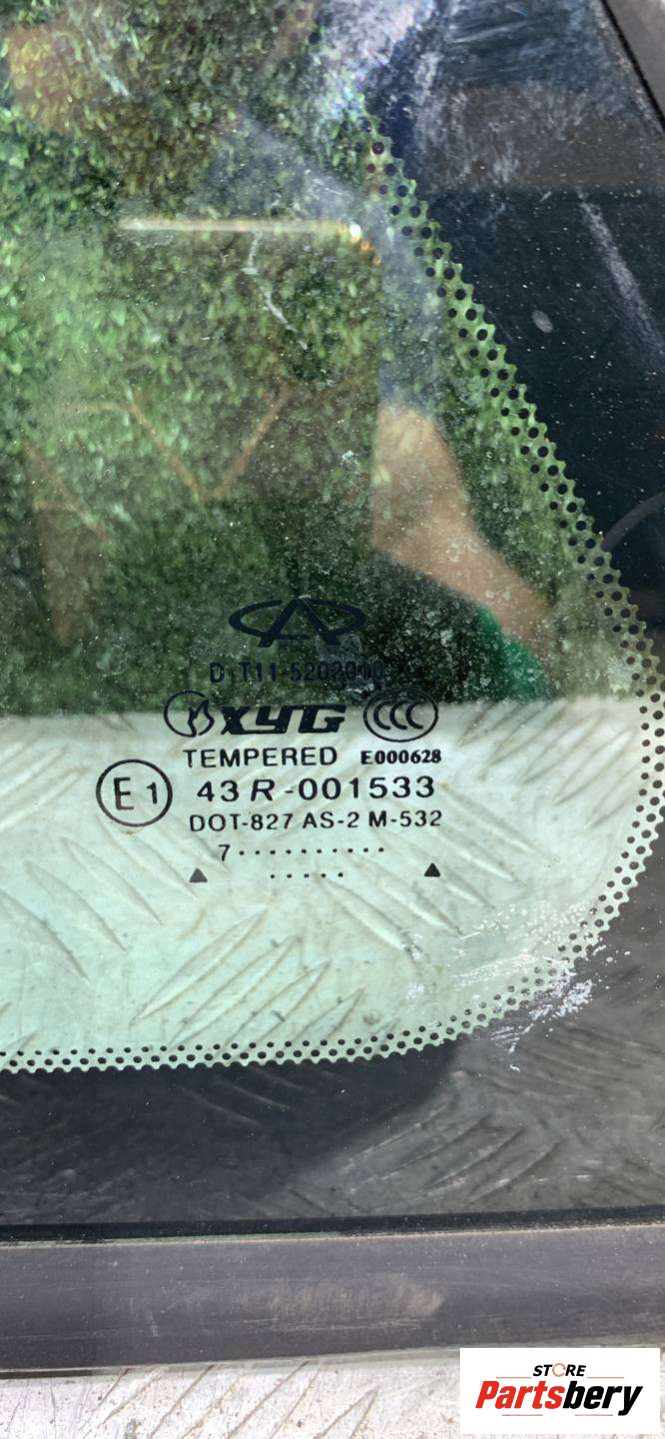 XYG CCC
TEMPERED E000628
E1 43R-001533
DOT-827 AS-2 M-532
7 · · · · · · · · · ·
· · · · ·
STORE
Partsbery